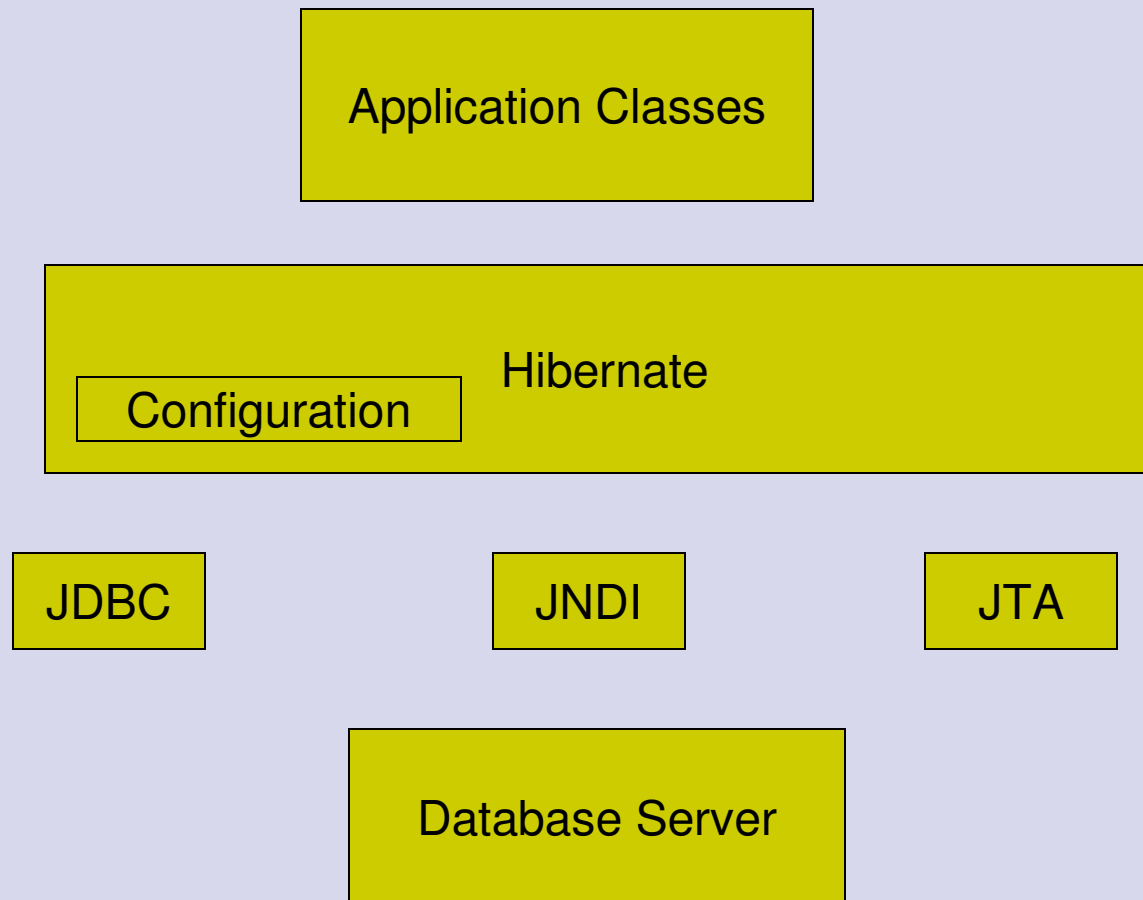 Application Classes
Hibernate
Configuration
JDBC
JNDI
JTA
Database Server